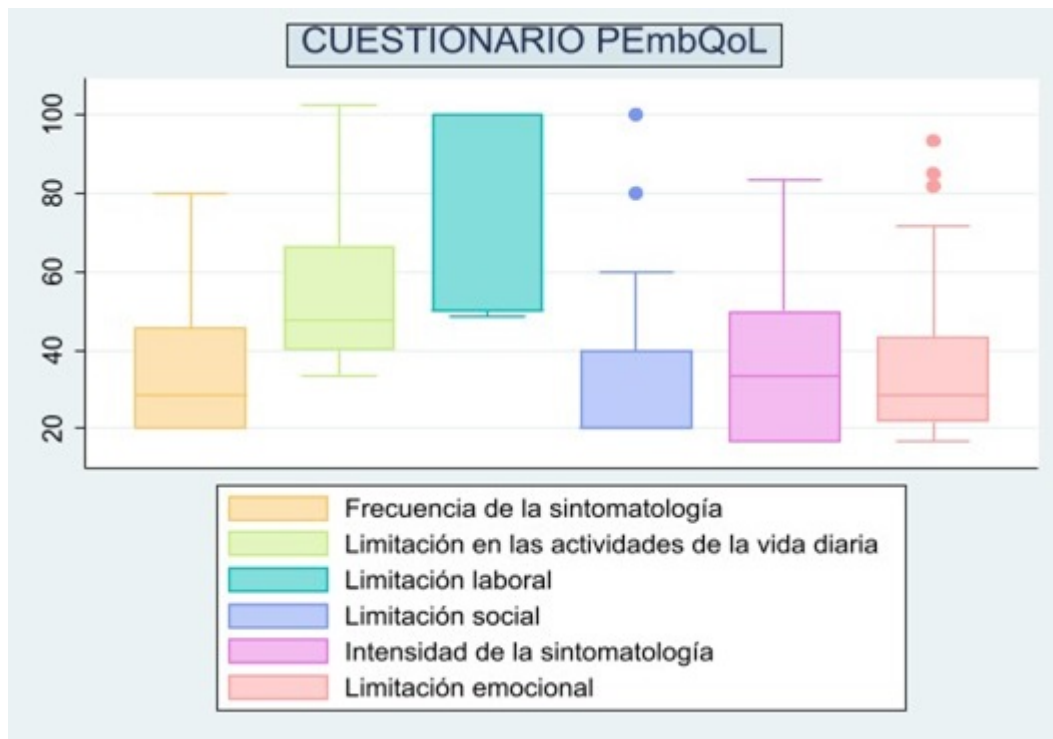 CUESTIONARIO PEmbQoL
100
80
60
40
20
Frecuencia de la sintomatología
Limitación en las actividades de la vida diaria
Limitación laboral
Limitación social
Intensidad de la sintomatología
Limitación emocional